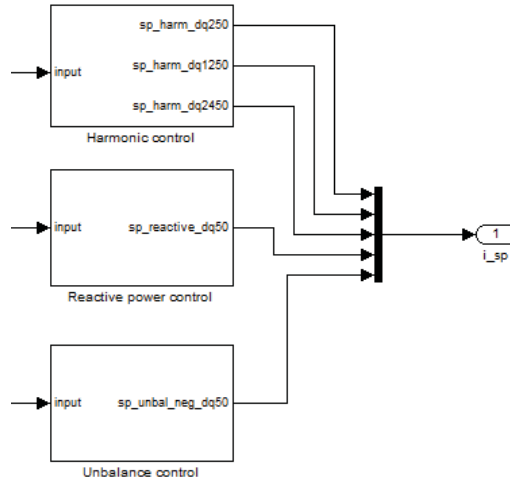 sp_harm_dq250
input
sp_harm_dq1250
sp_harm_dq2450
Harmonic control
input
sp_reactive_dq50
Reactive power control
1
i_sp
input
sp_unbal_neg_dq50
Unbalance control